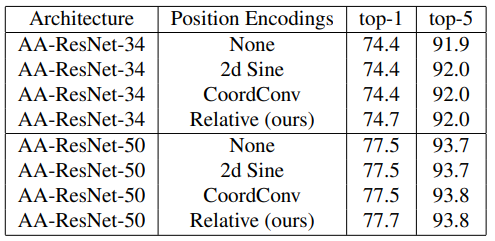 Architecture Position Encodings top-1 top-5
AA-ResNet-34 None 74.4 91.9
AA-ResNet-34 2d Sine 74.4 92.0
AA-ResNet-34 CoordConv 74.4 92.0
AA-ResNet-34 Relative (ours) 74.7 92.0
AA-ResNet-50 None 77.5 93.7
AA-ResNet-50 2d Sine 77.5 93.7
AA-ResNet-50 CoordConv 77.5 93.8
AA-ResNet-50 Relative (ours) 77.7 93.8